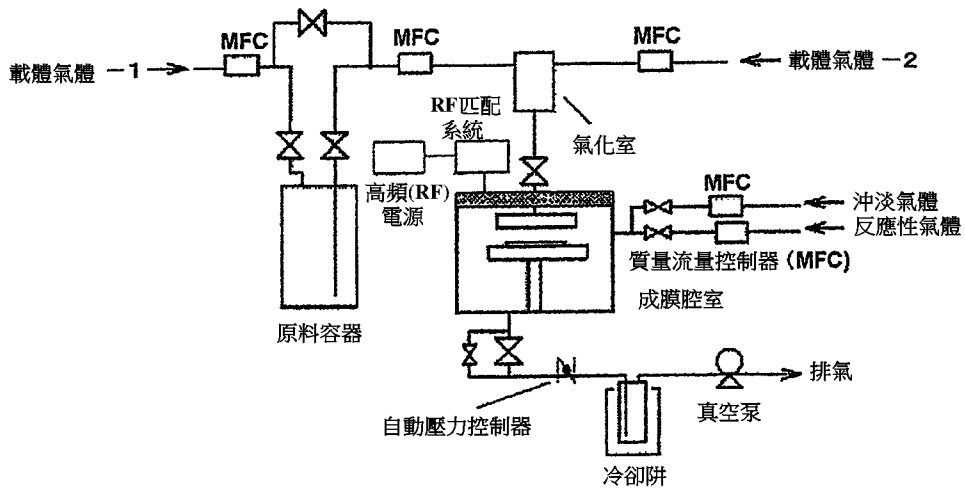 MFC
MFC
MFC
載體氣體 -1
載體氣體 -2
RF匹配
系統
氣化室
高頻(RF)
電源
MFC
沖淡氣體
反應性氣體
質量流量控制器 (MFC)
成膜腔室
原料容器
排氣
自動壓力控制器
真空泵
冷卻阱